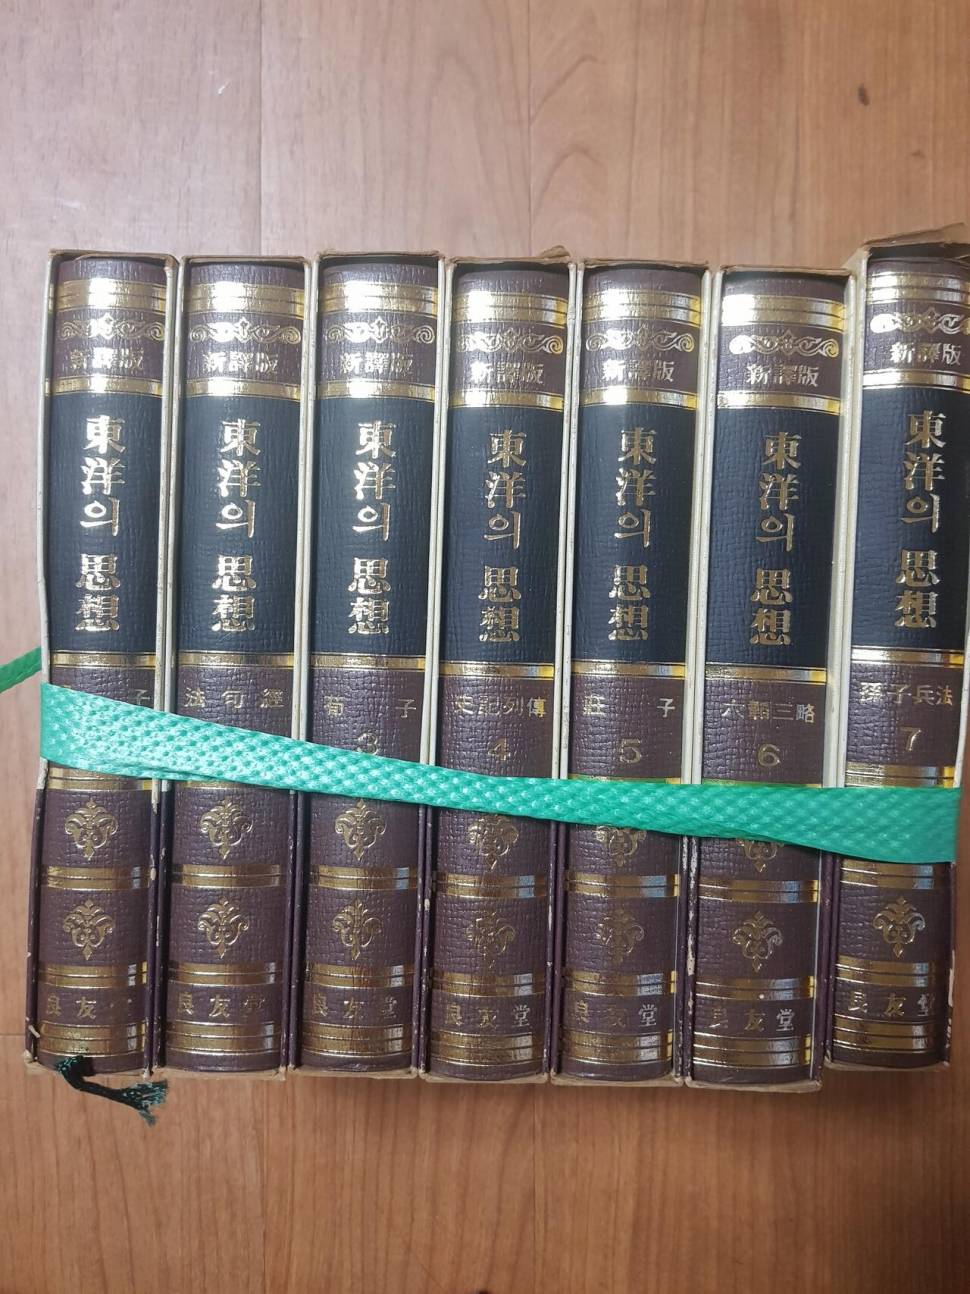 新譯版
東洋의 思想
子
良友
新譯版
東洋의 思想
法句經
良友堂
新譯版
東洋의 思想
荀子
3
良友堂
新譯版
東洋의 思想
史記列傳
4
良友堂
新譯版
東洋의 思想
莊子
5
良友堂
新譯版
東洋의 思想
六韜三略
6
良友堂
新譯版
東洋의 思想
孫子兵法
7
良友堂